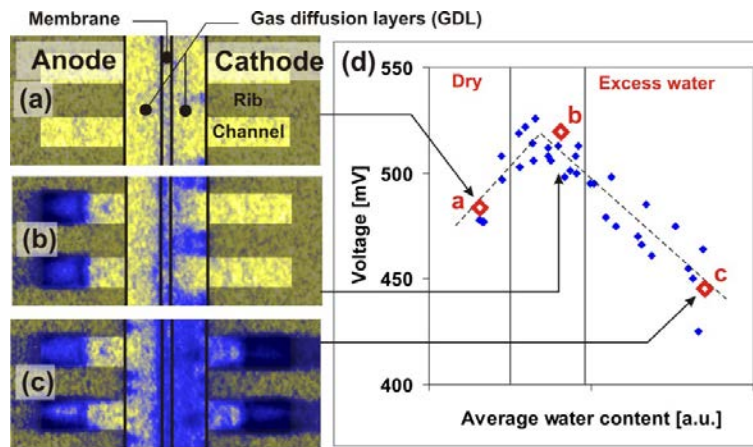 Membrane
Gas diffusion layers (GDL)
Anode
Cathode
(a)
Rib
Channel
(b)
(c)
(d)
550
500
450
400
Voltage [mV]
Dry
Excess water
a
b
c
Average water content [a.u.]